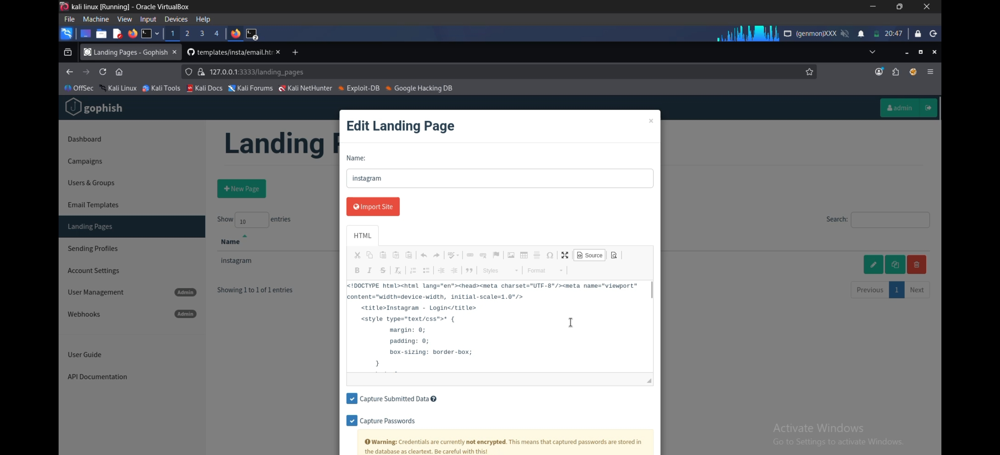 kali linux [Running] - Oracle VirtualBox
File Machine View Input Devices Help
1 2 3 4 2 (genmon)XXX 20:47
Landing Pages - Gophish templates/insta/email.htm
127.0.0.1:3333/landing_pages
OffSec Kali Linux Kali Tools Kali Docs Kali Forums Kali NetHunter Exploit-DB Google Hacking DB
gophish admin
Dashboard
Campaigns
Users & Groups
Email Templates
Landing Pages
Sending Profiles
Account Settings
User Management Admin
Webhooks Admin
User Guide
API Documentation
Landing P
New Page
Show 10 entries
Search:
Name
instagram
Showing 1 to 1 of 1 entries
Previous 1 Next
Edit Landing Page
Name:
instagram
Import Site
HTML
ABC
Source
B I S Styles Format
<!DOCTYPE html><html lang="en"><head><meta charset="UTF-8"/><meta name="viewport"
content="width=device-width, initial-scale=1.0"/>
<title>Instagram - Login</title>
<style type="text/css">* {
margin: 0;
padding: 0;
box-sizing: border-box;
}
Capture Submitted Data
Capture Passwords
Warning: Credentials are currently not encrypted. This means that captured passwords are stored in
the database as cleartext. Be careful with this!
Activate Windows
Go to Settings to activate Windows.